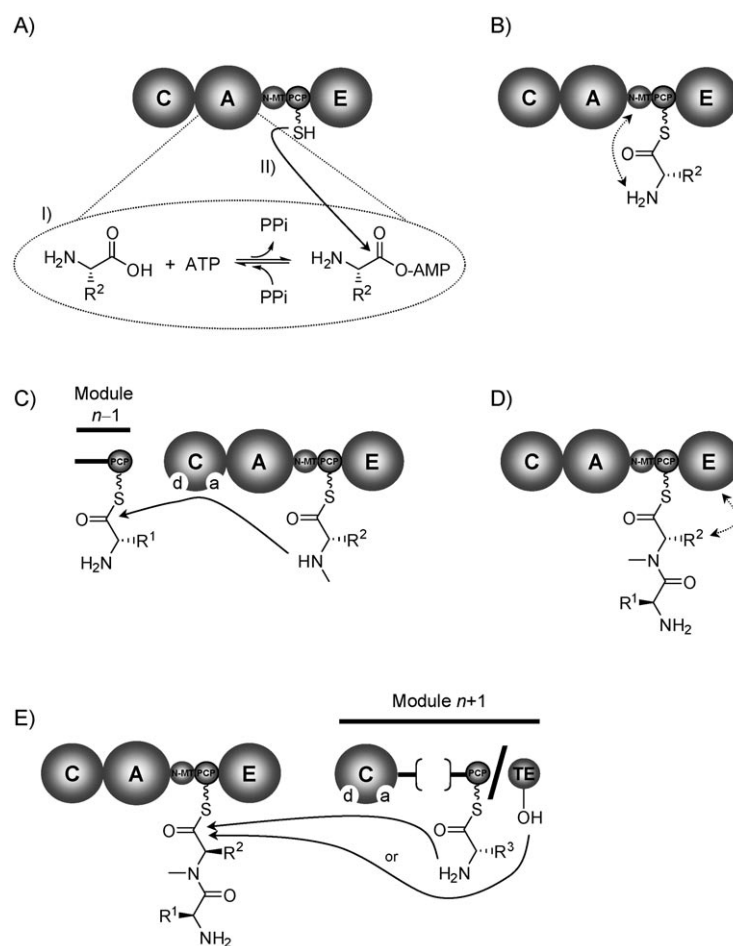 A)
C A N-MT PCP E
SH
II)
I)
H₂N O OH R² + ATP PPi PPi H₂N O O-AMP R²
B)
C A N-MT PCP E
S
O
R²
H₂N
C)
Module
n–1
PCP C A N-MT PCP E
d a
S S
O O
R¹ R²
H₂N HN
D)
C A N-MT PCP E
S
O
R²
N
O
R¹
NH₂
E)
Module n+1
C A N-MT PCP E C PCP TE
d a
S S OH
O O
R² or R³
N H₂N
O
R¹
NH₂